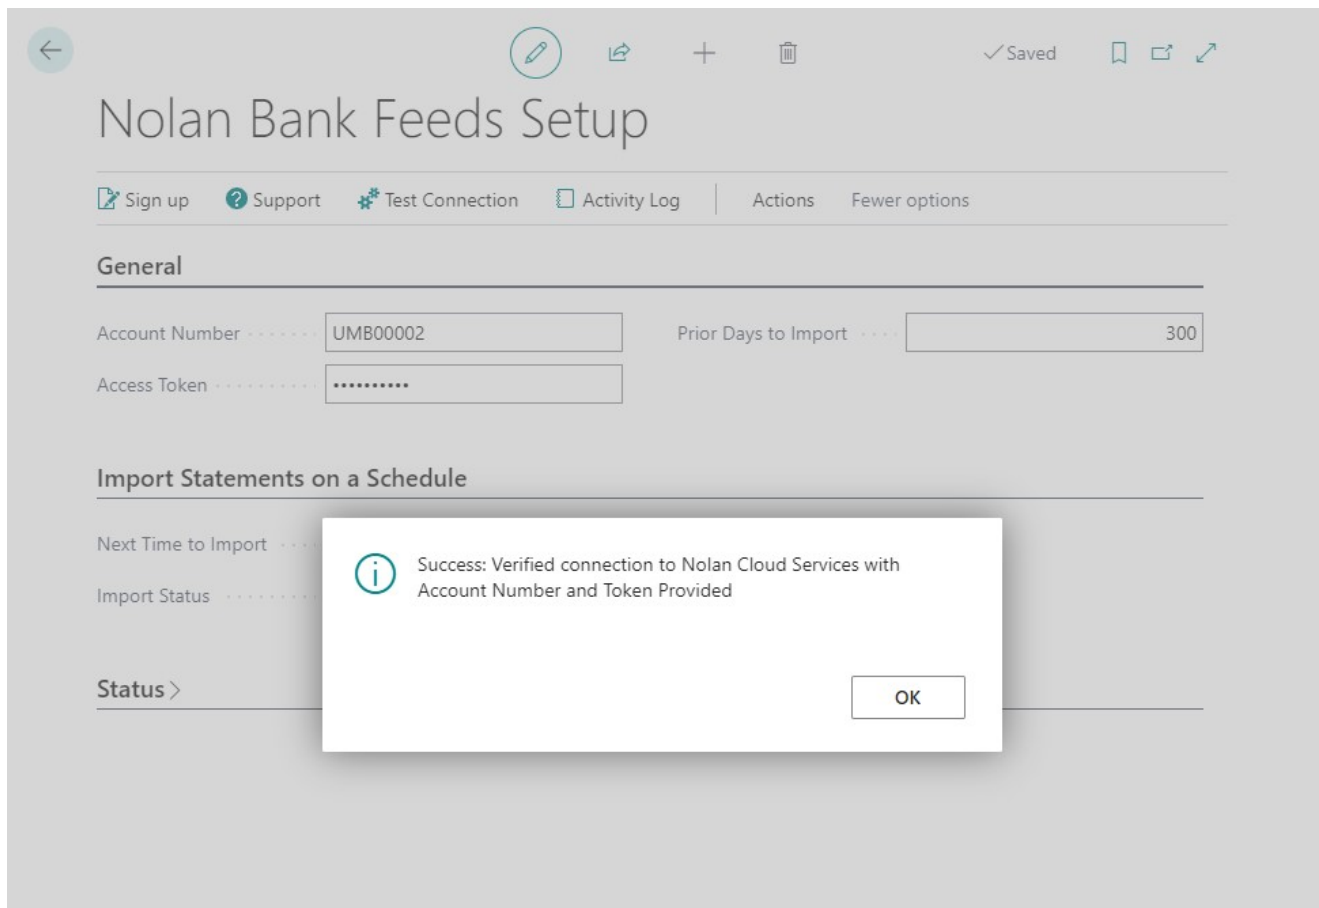 Saved
Nolan Bank Feeds Setup
Sign up Support Test Connection Activity Log Actions Fewer options
General
Account Number UMB00002 Prior Days to Import 300
Access Token ••••••••••
Import Statements on a Schedule
Next Time to Import
Import Status
Success: Verified connection to Nolan Cloud Services with
Account Number and Token Provided
Status
OK